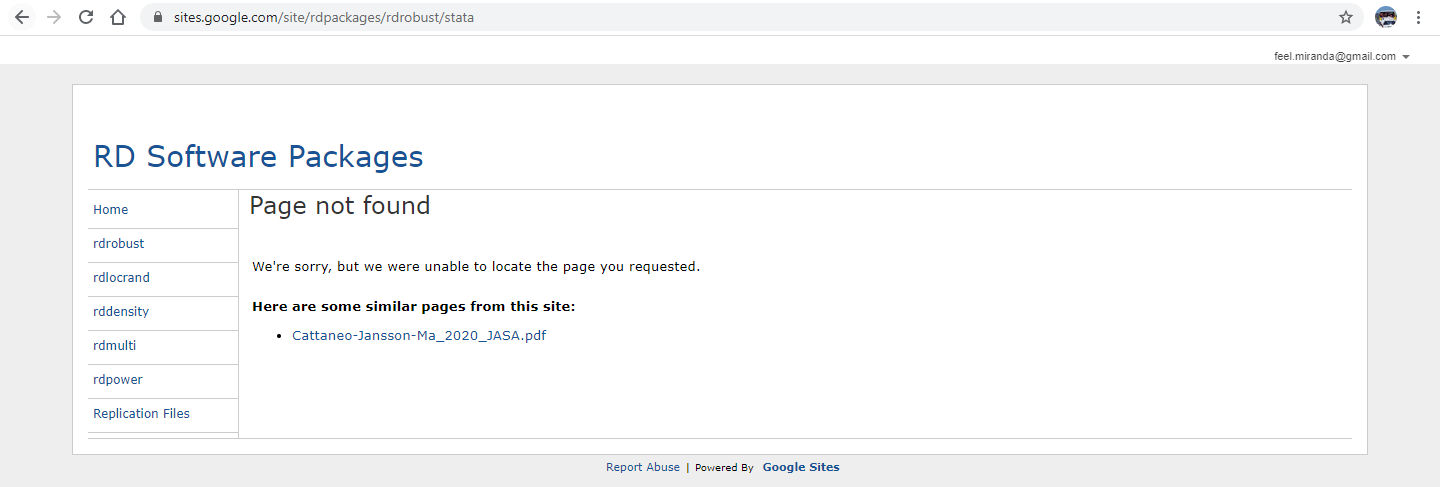 sites.google.com/site/rdpackages/rdrobust/stata
feel.miranda@gmail.com
RD Software Packages
Home
rdrobust
rdlocrand
rddensity
rdmulti
rdpower
Replication Files
Page not found
We're sorry, but we were unable to locate the page you requested.
Here are some similar pages from this site:
Cattaneo-Jansson-Ma_2020_JASA.pdf
Report Abuse | Powered By Google Sites